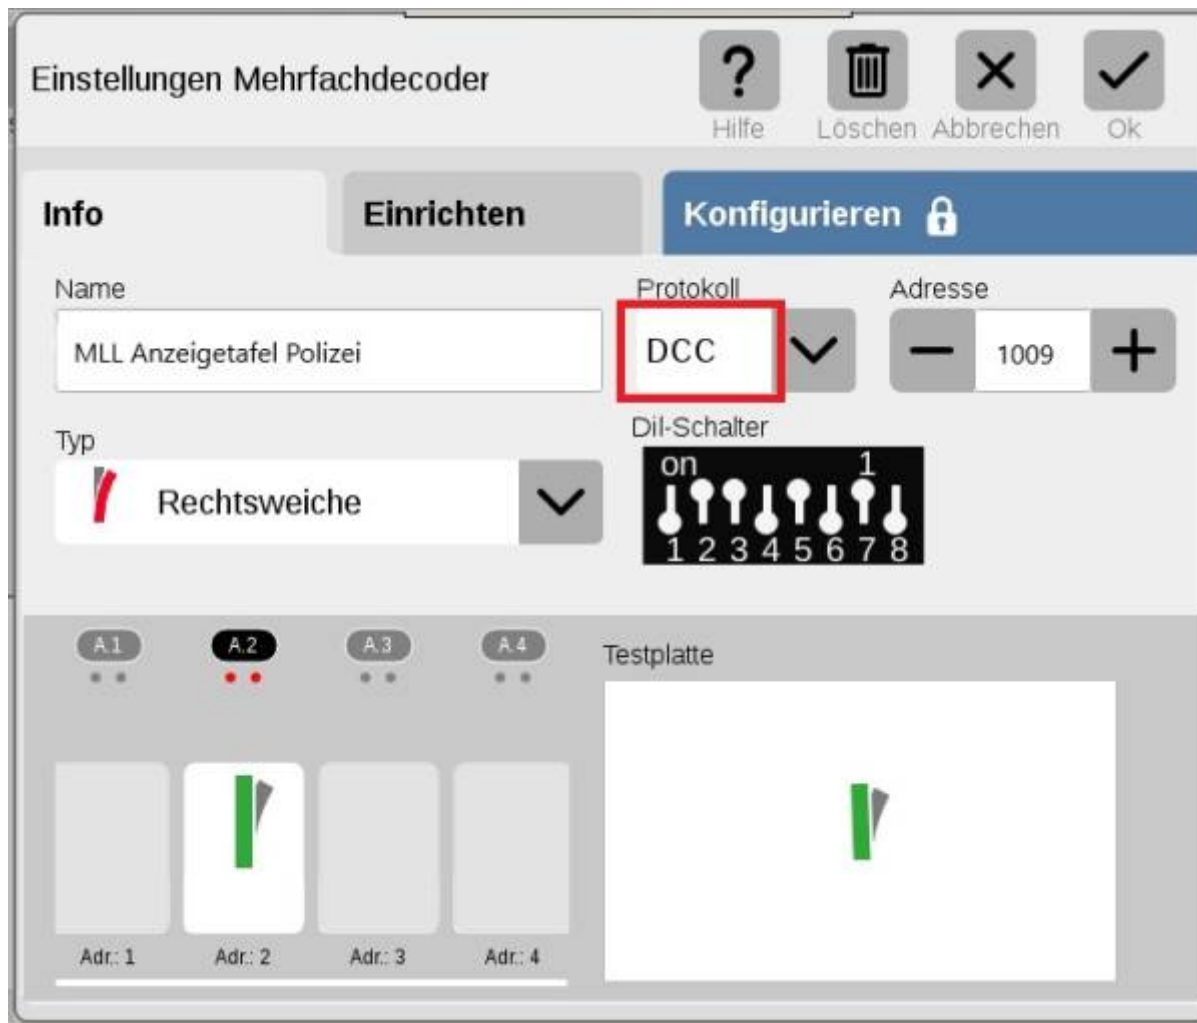 Einstellungen Mehrfachdecoder
?
Hilfe
Löschen
Abbrechen
Ok
Info
Einrichten
Konfigurieren
Name
Protokoll
Adresse
MLL Anzeigetafel Polizei
DCC
1009
Typ
Dil-Schalter
Rechtsweiche
on 1
1 2 3 4 5 6 7 8
A.1
A.2
A.3
A.4
Testplatte
Adr.: 1
Adr.: 2
Adr.: 3
Adr.: 4